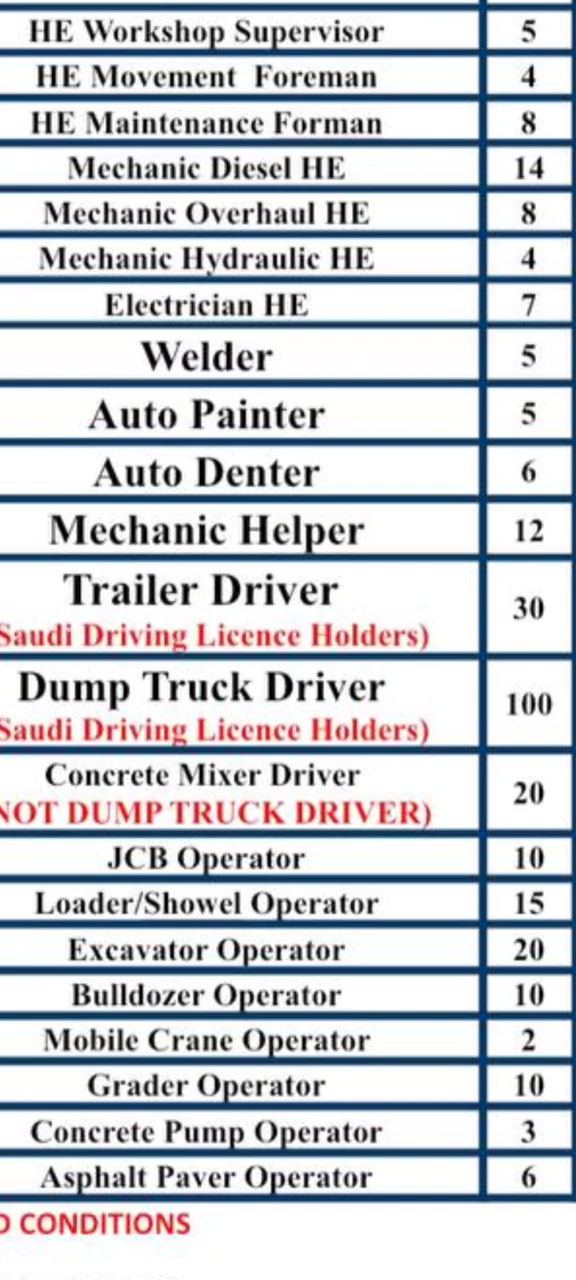 HE Workshop Supervisor 5
HE Movement Foreman 4
HE Maintenance Forman 8
Mechanic Diesel HE 14
Mechanic Overhaul HE 8
Mechanic Hydraulic HE 4
Electrician HE 7
Welder 5
Auto Painter 5
Auto Denter 6
Mechanic Helper 12
Trailer Driver 30
Saudi Driving Licence Holders)
Dump Truck Driver 100
Saudi Driving Licence Holders)
Concrete Mixer Driver 20
NOT DUMP TRUCK DRIVER)
JCB Operator 10
Loader/Showel Operator 15
Excavator Operator 20
Bulldozer Operator 10
Mobile Crane Operator 2
Grader Operator 10
Concrete Pump Operator 3
Asphalt Paver Operator 6
D CONDITIONS